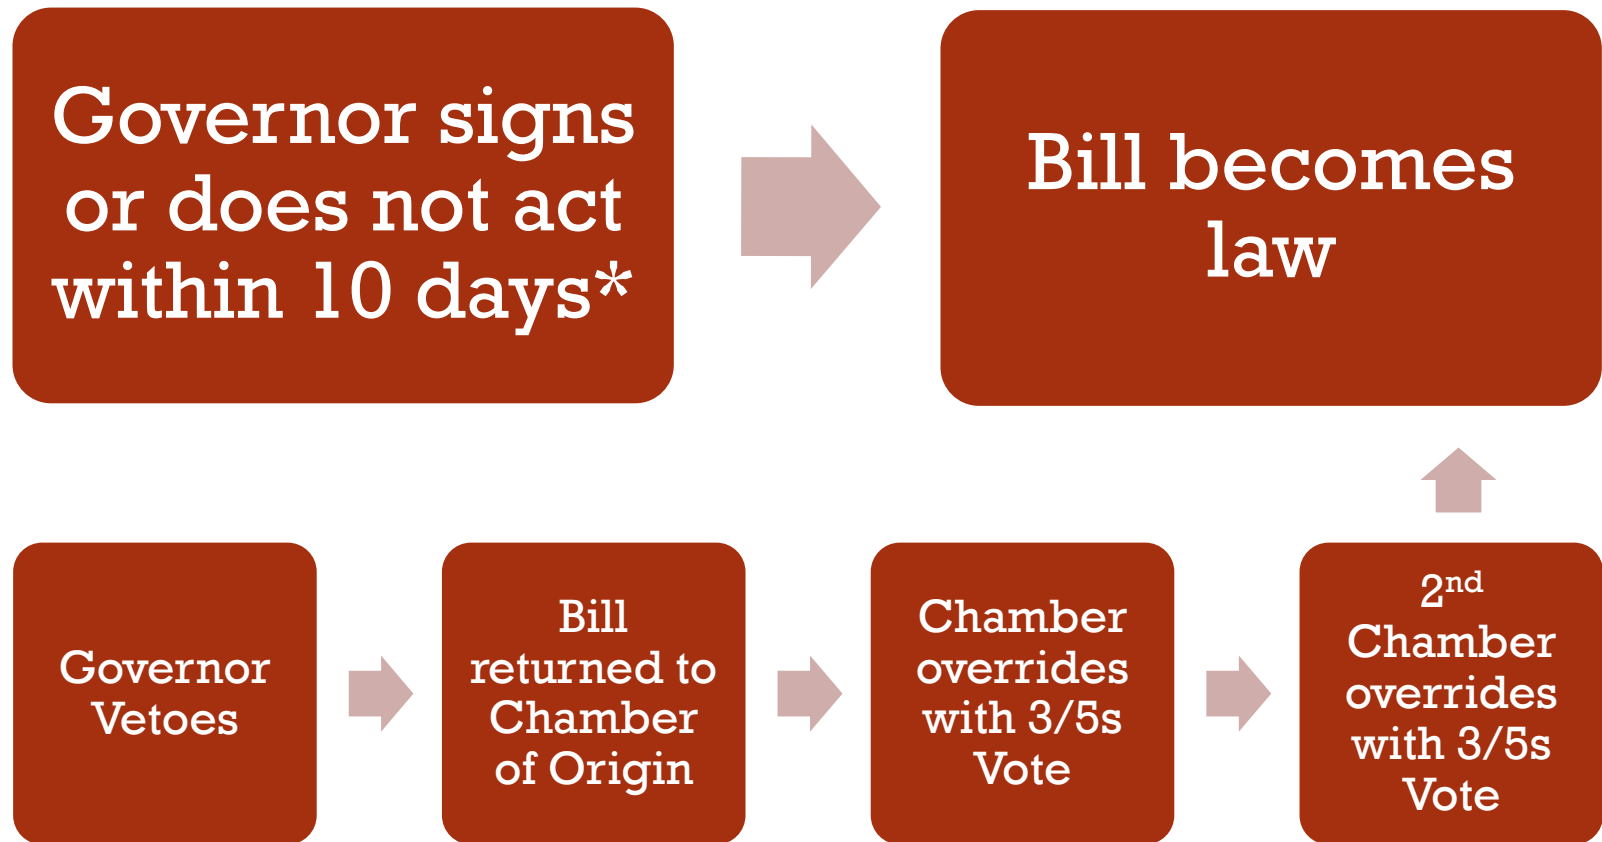 Governor signs
or does not act
within 10 days*
Bill becomes
law
Governor
Vetoes
Bill
returned to
Chamber
of Origin
Chamber
overrides
with 3/5s
Vote
2nd
Chamber
overrides
with 3/5s
Vote